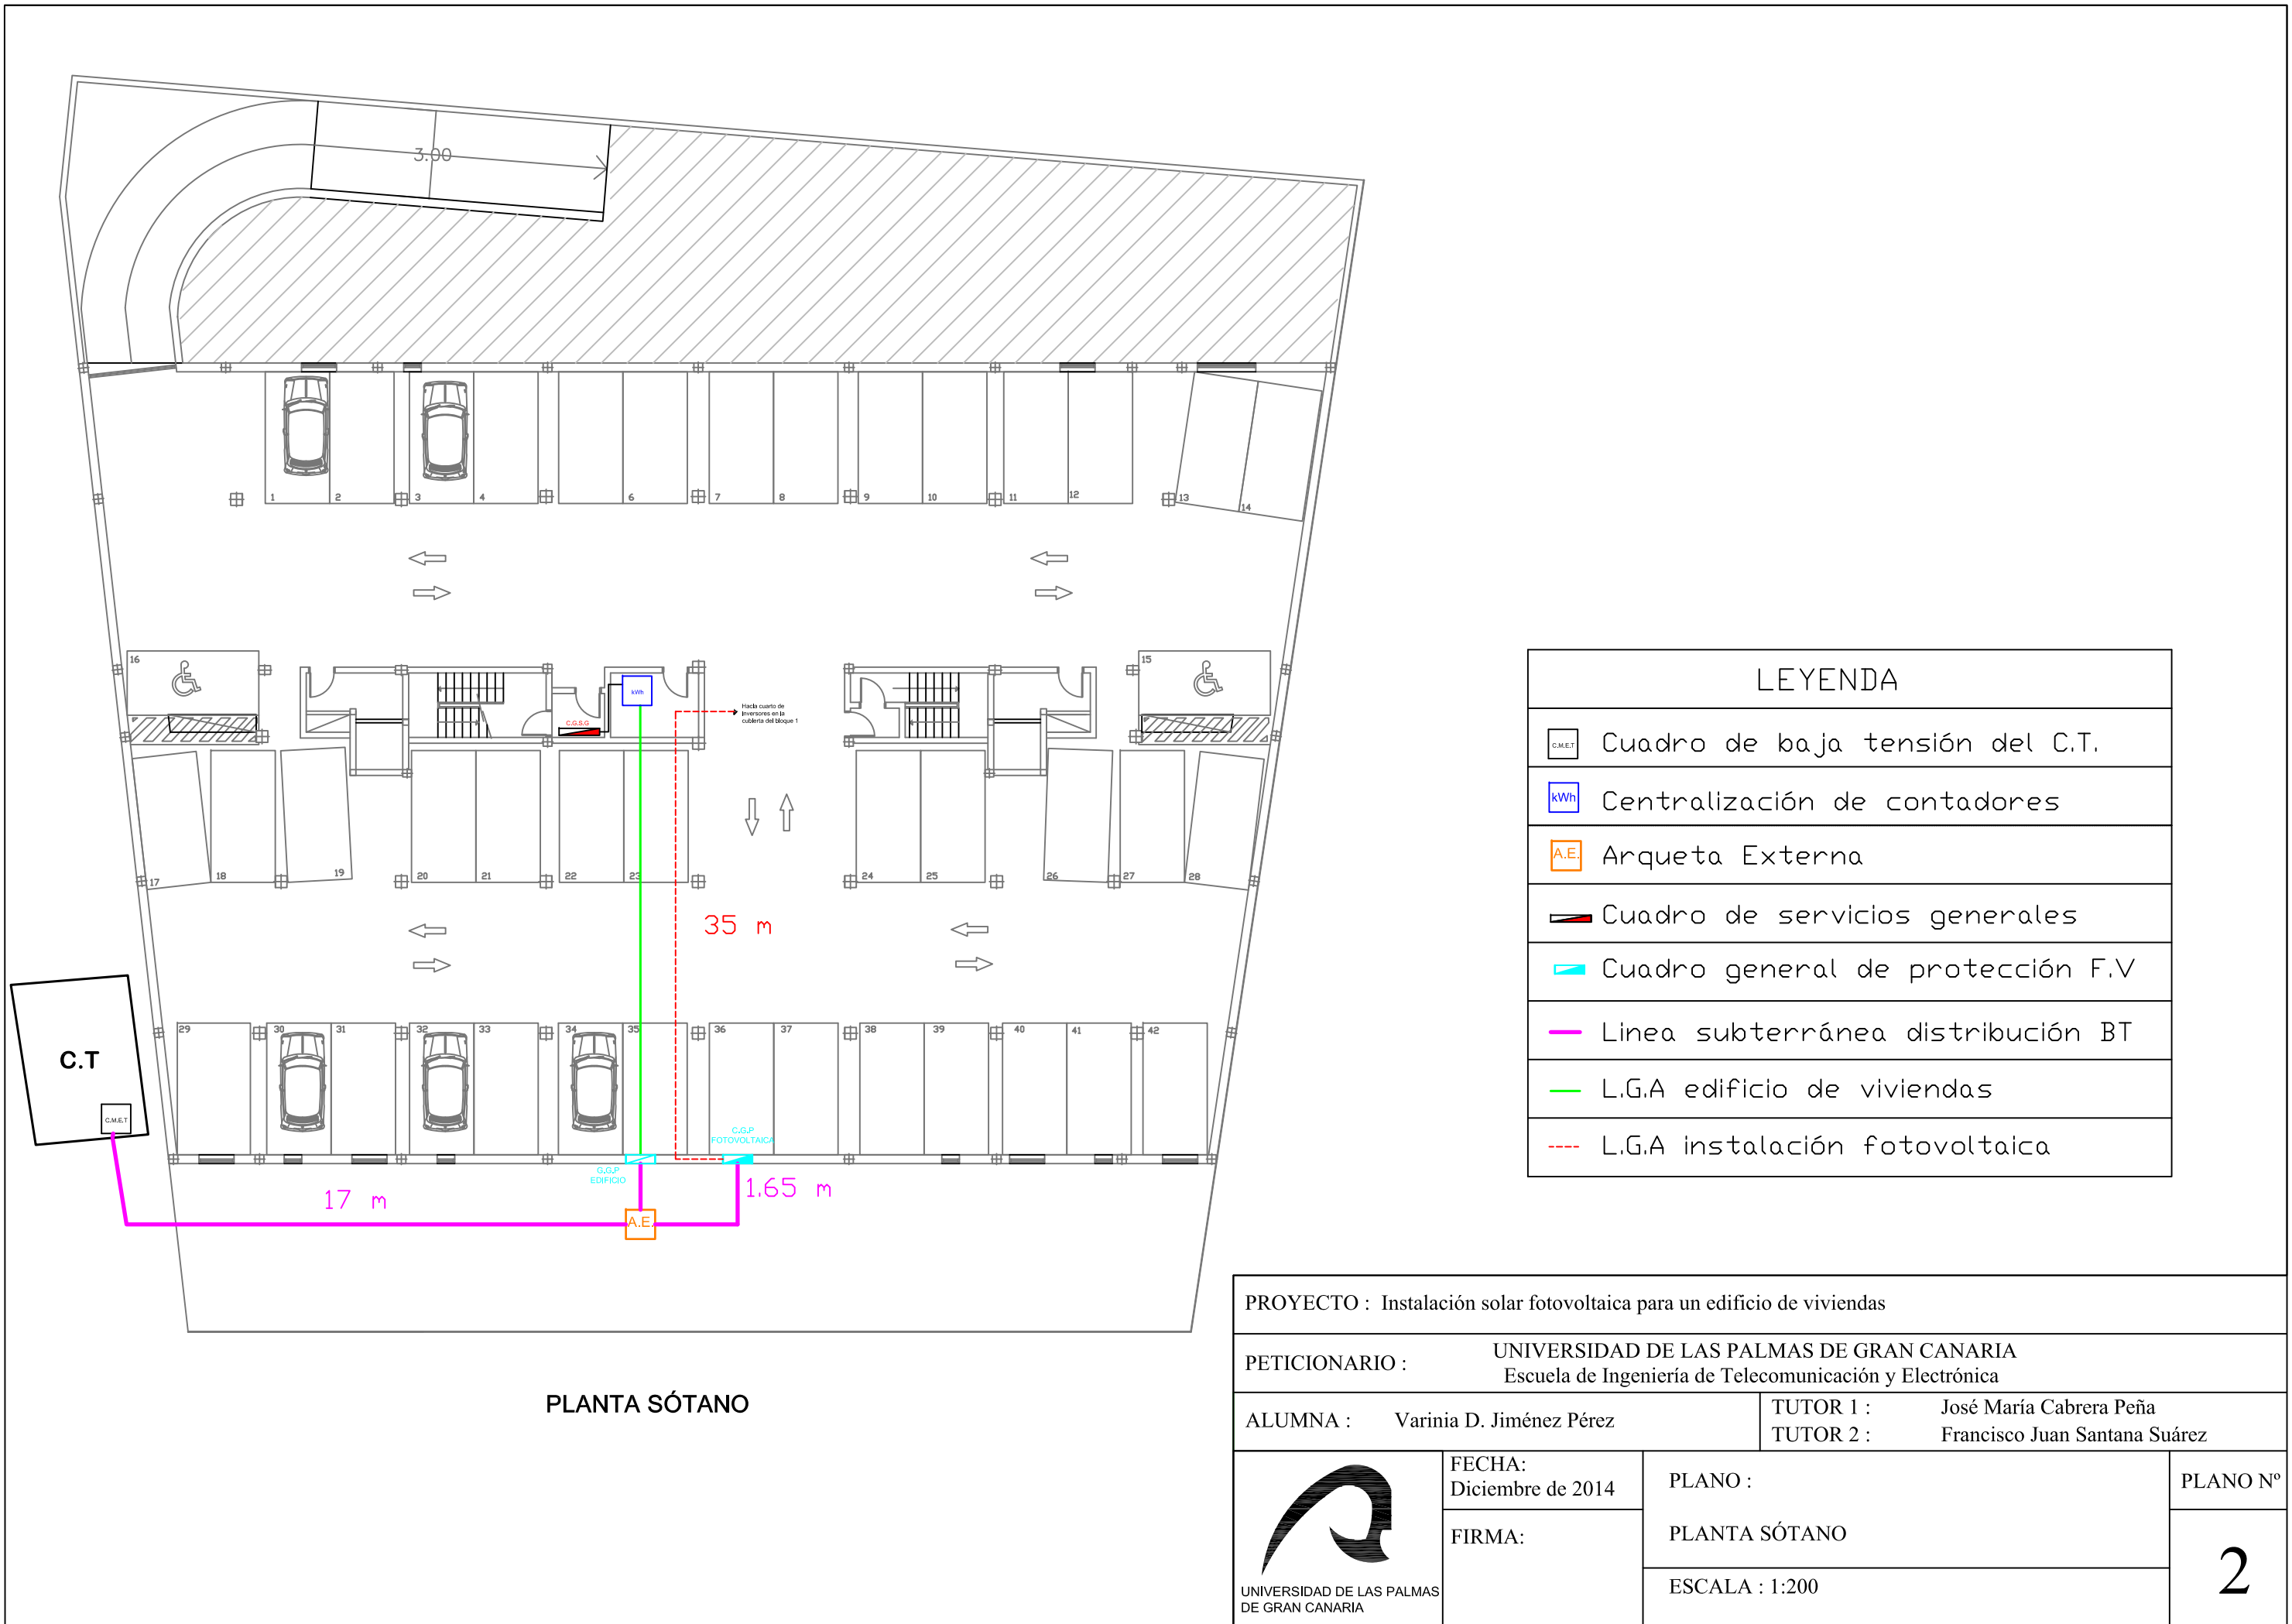 3.00
1
2
3
4
6
7
8
9
10
11
12
13
14
16
15
kWh
C.G.S.G
Hacia cuarto de
inversores en la
cubierta del bloque 1
17
18
19
20
21
22
23
24
25
26
27
28
35 m
C.T
C.M.E.T
29
30
31
32
33
34
35
36
37
38
39
40
41
42
C.G.P
FOTOVOLTAICA
G.G.P
EDIFICIO
17 m
1.65 m
A.E.
PLANTA SÓTANO
LEYENDA
C.M.E.T Cuadro de baja tensión del C.T.
kWh Centralización de contadores
A.E. Arqueta Externa
Cuadro de servicios generales
Cuadro general de protección F.V
Linea subterránea distribución BT
L.G.A edificio de viviendas
L.G.A instalación fotovoltaica
PROYECTO : Instalación solar fotovoltaica para un edificio de viviendas
PETICIONARIO : UNIVERSIDAD DE LAS PALMAS DE GRAN CANARIA
Escuela de Ingeniería de Telecomunicación y Electrónica
ALUMNA : Varinia D. Jiménez Pérez
TUTOR 1 : José María Cabrera Peña
TUTOR 2 : Francisco Juan Santana Suárez
UNIVERSIDAD DE LAS PALMAS
DE GRAN CANARIA
FECHA:
Diciembre de 2014
FIRMA:
PLANO :
PLANTA SÓTANO
ESCALA : 1:200
PLANO Nº
2